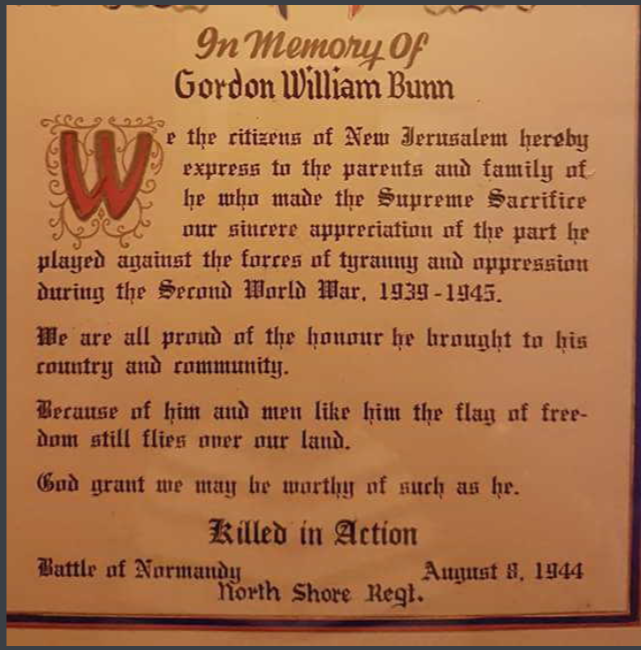 In Memory Of
Gordon William Bunn
We the citizens of New Jerusalem hereby
express to the parents and family of
he who made the Supreme Sacrifice
our sincere appreciation of the part he
played against the forces of tyranny and oppression
during the Second World War, 1939-1945.
We are all proud of the honour he brought to his
country and community.
Because of him and men like him the flag of free-
dom still flies over our land.
God grant we may be worthy of such as he.
Killed in Action
Battle of Normandy August 8, 1944
North Shore Regt.